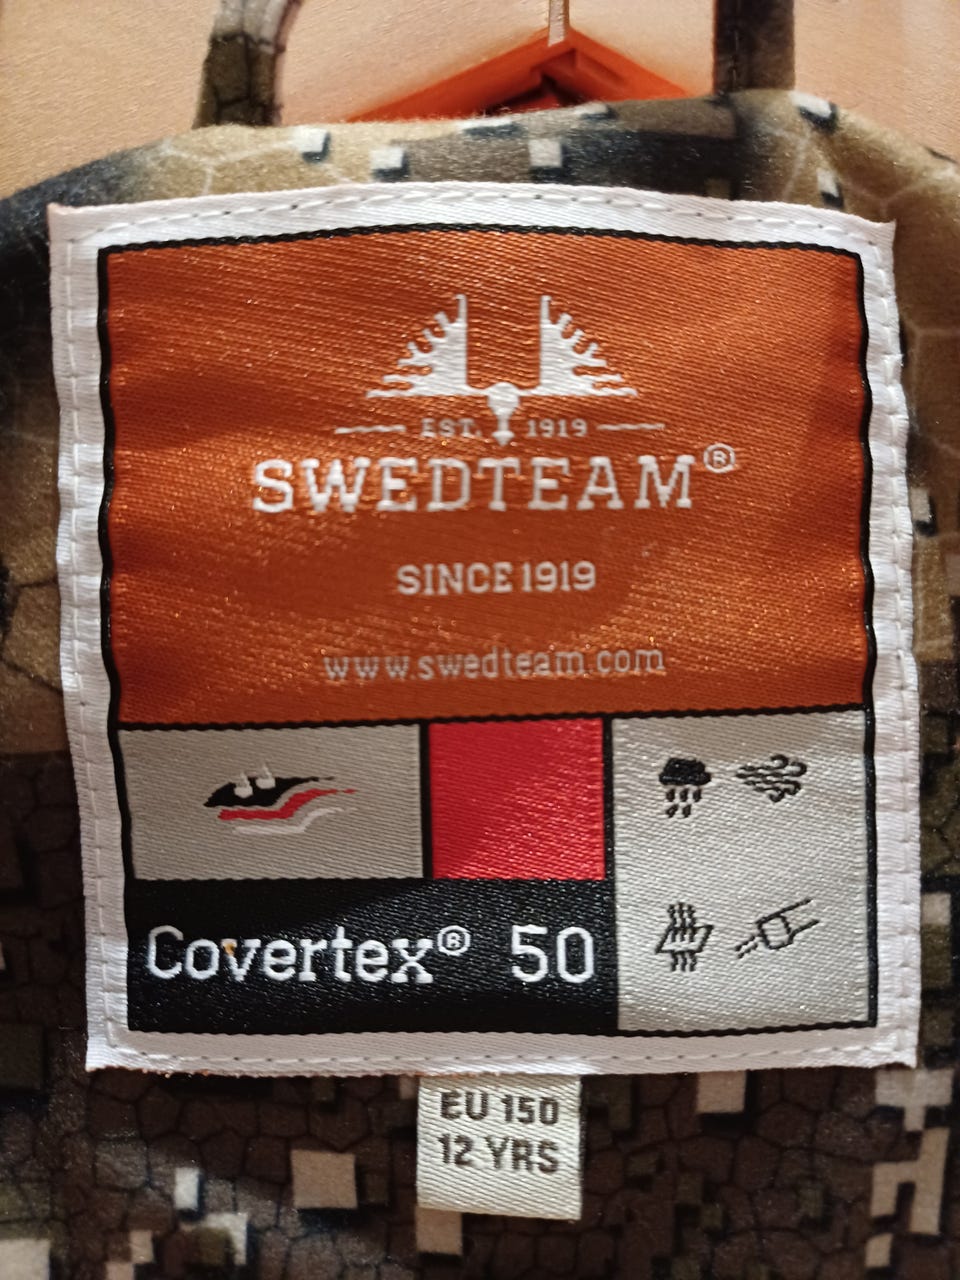 EST. 1919
SWEDTEAM®
SINCE 1919
www.swedteam.com
Covertex® 50
EU 150
12 YRS